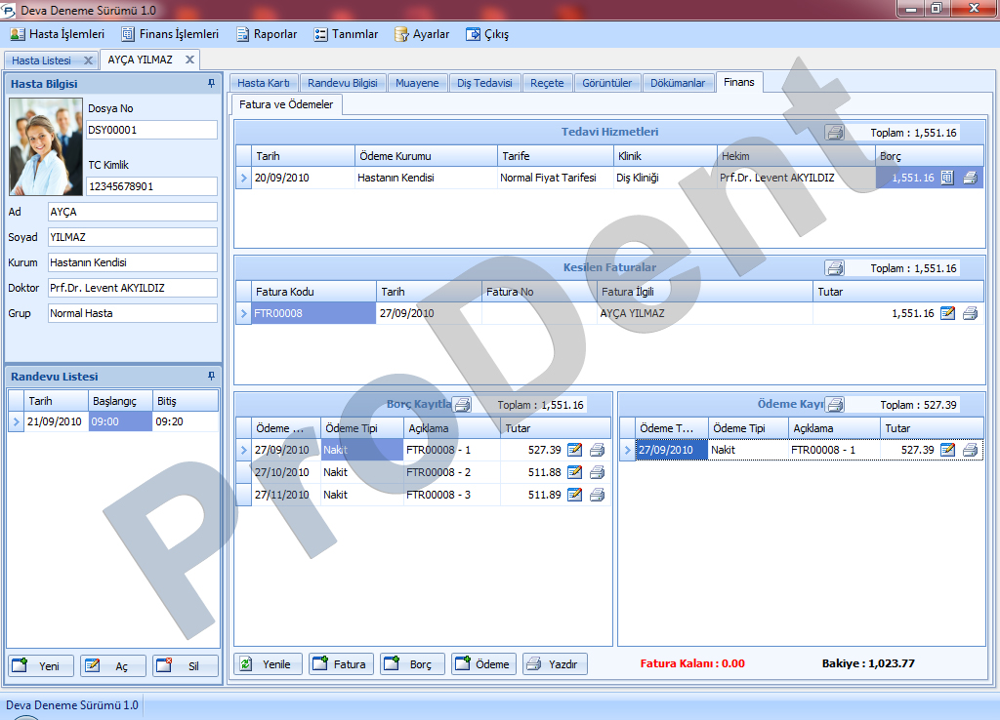 Deva Deneme Sürümü 1.0
Hasta İşlemleri Finans İşlemleri Raporlar Tanımlar Ayarlar Çıkış
Hasta Listesi AYÇA YILMAZ
Hasta Bilgisi
Dosya No
DSY00001
TC Kimlik
12345678901
Ad AYÇA
Soyad YILMAZ
Kurum Hastanın Kendisi
Doktor Prf.Dr. Levent AKYILDIZ
Grup Normal Hasta
Randevu Listesi
Tarih Başlangıç Bitiş
21/09/2010 09:00 09:20
Yeni Aç Sil
Hasta Kartı Randevu Bilgisi Muayene Diş Tedavisi Reçete Görüntüler Dökümanlar Finans
Fatura ve Ödemeler
Tedavi Hizmetleri Toplam : 1,551.16
Tarih Ödeme Kurumu Tarife Klinik Hekim Borç
20/09/2010 Hastanın Kendisi Normal Fiyat Tarifesi Diş Kliniği Prf.Dr. Levent AKYILDIZ 1,551.16
Kesilen Faturalar Toplam : 1,551.16
Fatura Kodu Tarih Fatura No Fatura İlgili Tutar
FTR00008 27/09/2010 AYÇA YILMAZ 1,551.16
Borç Kayıtla Toplam : 1,551.16
Ödeme ... Ödeme Tipi Açıklama Tutar
27/09/2010 Nakit FTR00008 - 1 527.39
27/10/2010 Nakit FTR00008 - 2 511.88
27/11/2010 Nakit FTR00008 - 3 511.89
Ödeme Kayı Toplam : 527.39
Ödeme T... Ödeme Tipi Açıklama Tutar
27/09/2010 Nakit FTR00008 - 1 527.39
Yenile Fatura Borç Ödeme Yazdır Fatura Kalanı : 0.00 Bakiye : 1,023.77
Deva Deneme Sürümü 1.0
ProDent